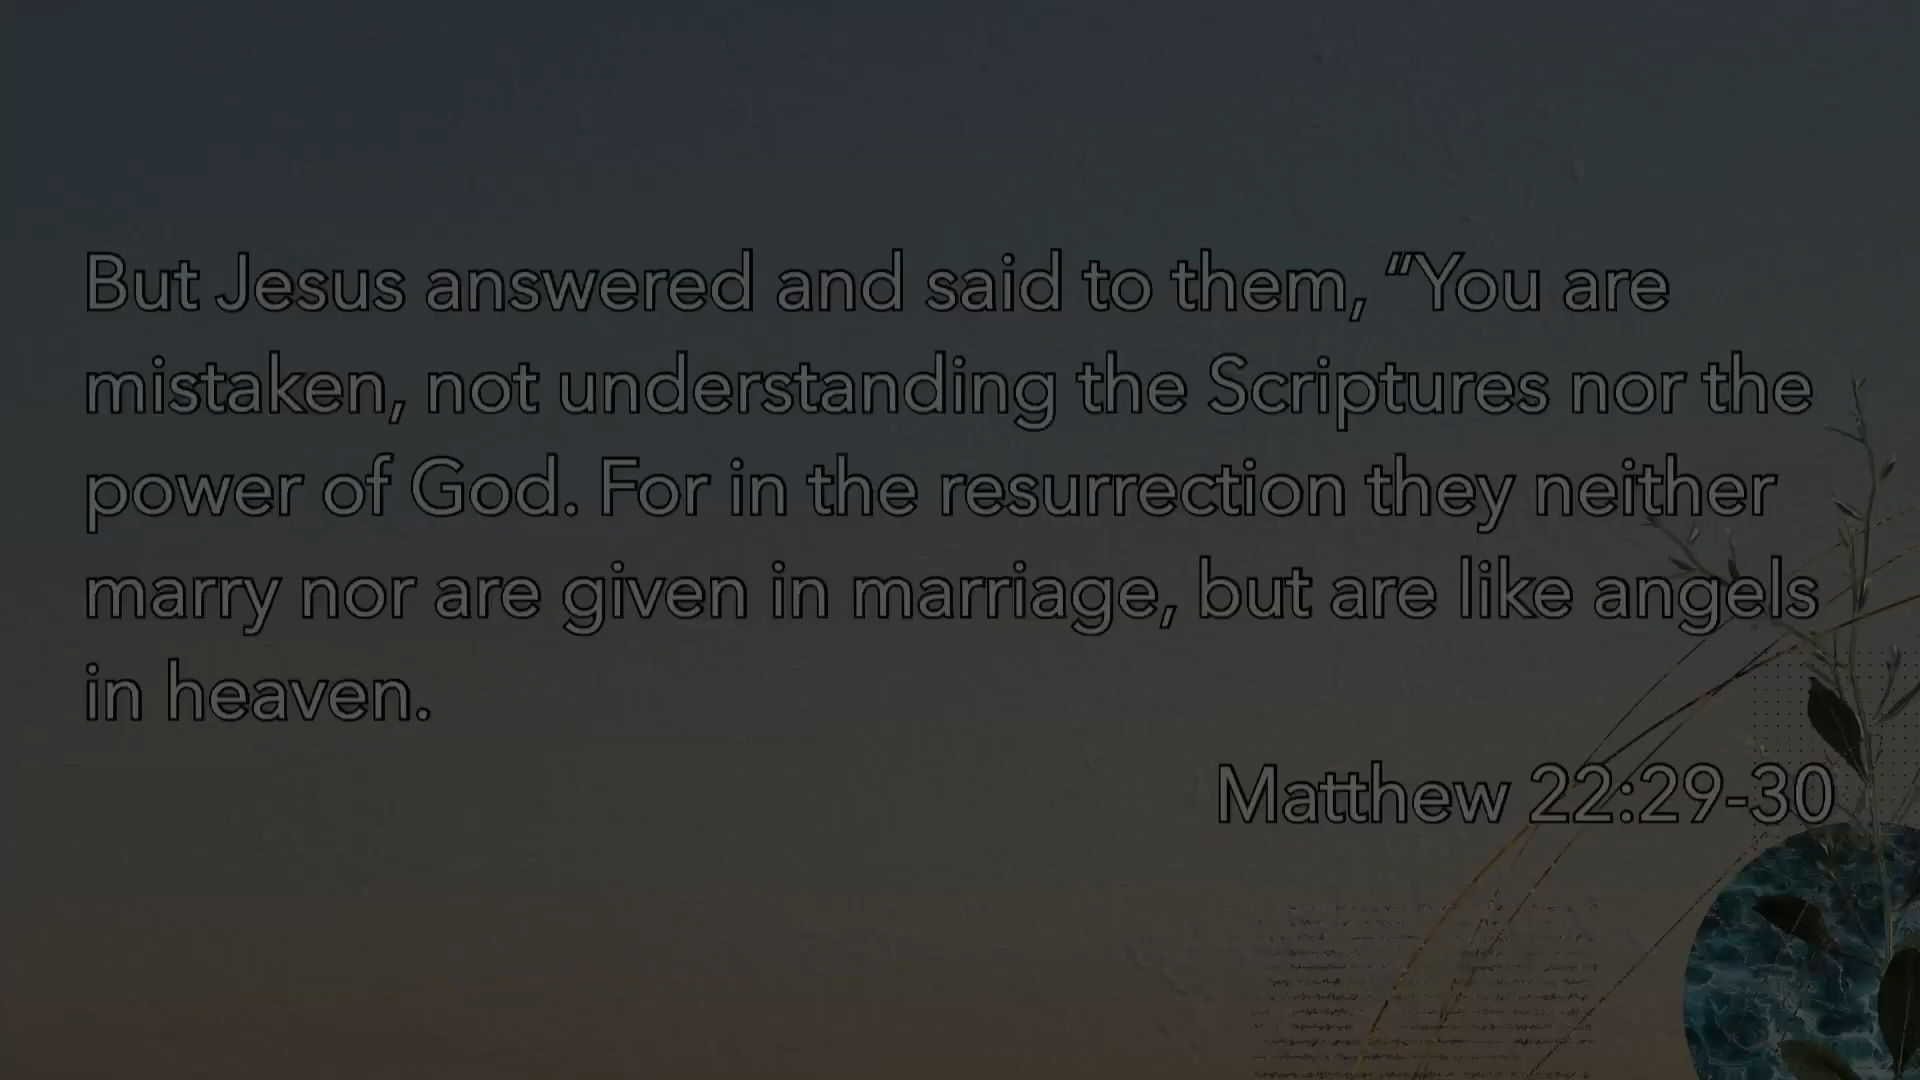 But Jesus answered and said to them, “You are
mistaken, not understanding the Scriptures nor the
power of God. For in the resurrection they neither
marry nor are given in marriage, but are like angels
in heaven.
Matthew 22:29-30